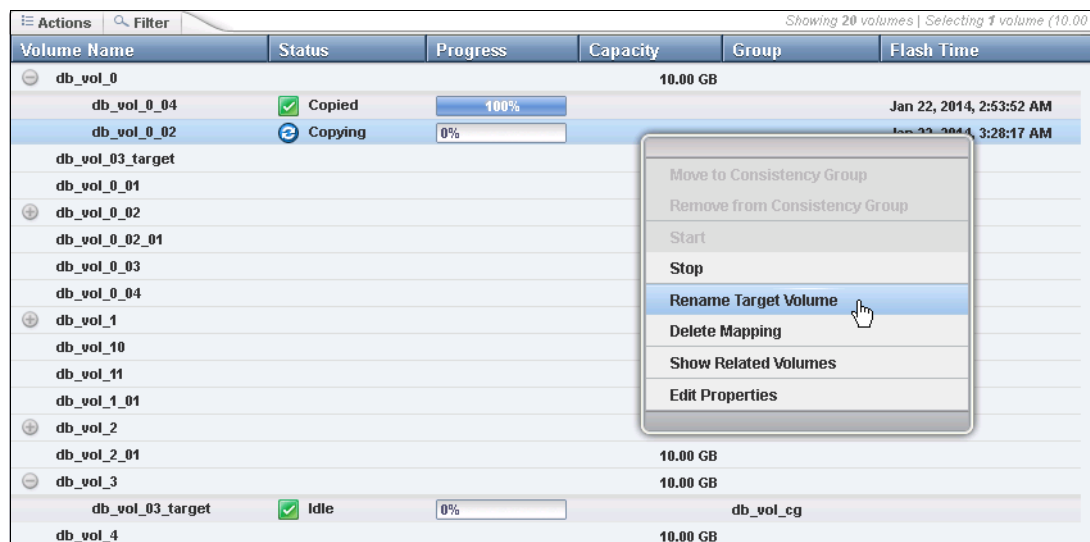 Actions Filter Showing 20 volumes | Selecting 1 volume (10.00
Volume Name Status Progress Capacity Group Flash Time
db_vol_0 10.00 GB
db_vol_0_04 Copied 100% Jan 22, 2014, 2:53:52 AM
db_vol_0_02 Copying 0% Jan 22, 2014, 3:28:17 AM
db_vol_03_target
Move to Consistency Group
db_vol_0_01
Remove from Consistency Group
db_vol_0_02
Start
db_vol_0_02_01
Stop
db_vol_0_03
db_vol_0_04
Rename Target Volume
db_vol_1
Delete Mapping
db_vol_10
Show Related Volumes
db_vol_11
Edit Properties
db_vol_1_01
db_vol_2
db_vol_2_01 10.00 GB
db_vol_3 10.00 GB
db_vol_03_target Idle 0% db_vol_cg
db_vol_4 10.00 GB